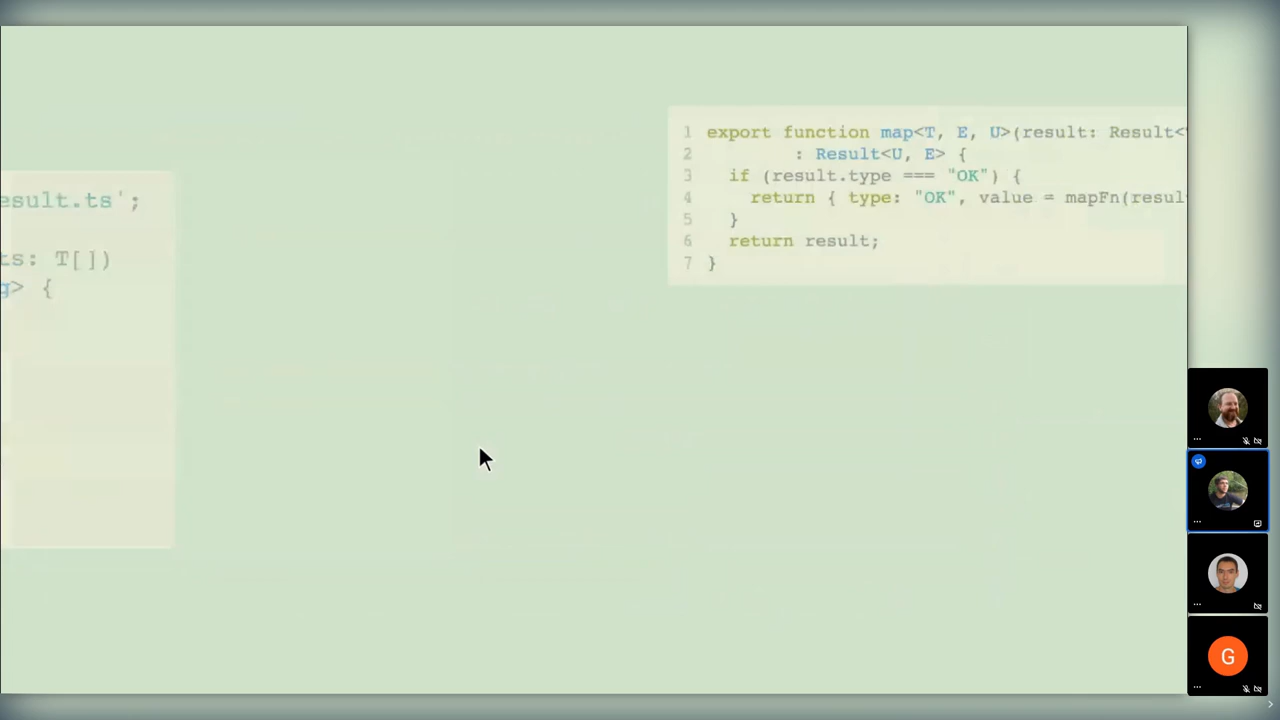 esult.ts';
ts: T[])
g> {
1 export function map<T, E, U>(result: Result<
2 : Result<U, E> {
3 if (result.type === "OK") {
4 return { type: "OK", value = mapFn(resul
5 }
6 return result;
7 }
G